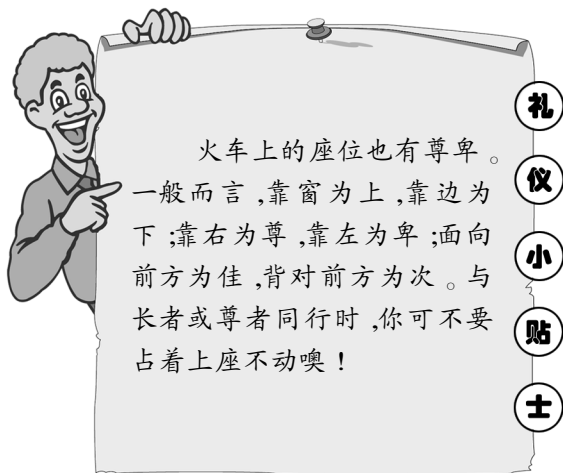 火车上的座位也有尊卑。
一般而言,靠窗为上,靠边为
下;靠右为尊,靠左为卑;面向
前方为佳,背对前方为次。与
长者或尊者同行时,你可不要
占着上座不动噢!
礼
仪
小
贴
士